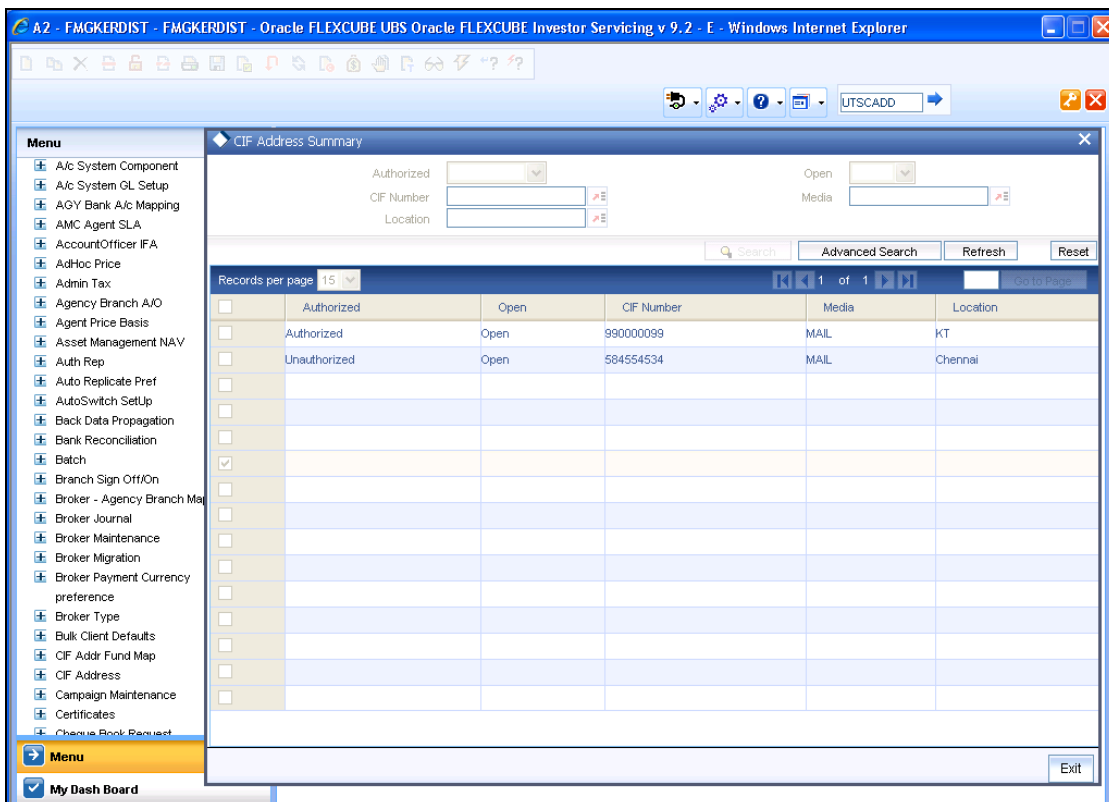 A2 - FMGKERDIST - FMGKERDIST - Oracle FLEXCUBE UBS Oracle FLEXCUBE Investor Servicing v 9.2 - E - Windows Internet Explorer
UTSCADD
Menu
A/c System Component
A/c System GL Setup
AGY Bank A/c Mapping
AMC Agent SLA
AccountOfficer IFA
AdHoc Price
Admin Tax
Agency Branch A/O
Agent Price Basis
Asset Management NAV
Auth Rep
Auto Replicate Pref
AutoSwitch SetUp
Back Data Propagation
Bank Reconciliation
Batch
Branch Sign Off/On
Broker - Agency Branch Map
Broker Journal
Broker Maintenance
Broker Migration
Broker Payment Currency
preference
Broker Type
Bulk Client Defaults
CIF Addr Fund Map
CIF Address
Campaign Maintenance
Certificates
Cheque Book Request
Menu
My Dash Board
CIF Address Summary
Authorized Open
CIF Number Media
Location
Search Advanced Search Refresh Reset
Records per page 15 1 of 1 Go to Page
Authorized Open CIF Number Media Location
Authorized Open 990000099 MAIL KT
Unauthorized Open 584554534 MAIL Chennai
Exit